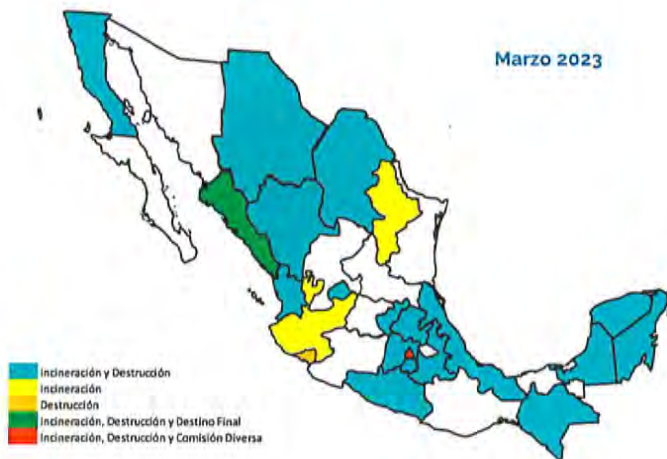 Marzo 2023
Incineración y Destrucción
Incineración
Destrucción
Incineración, Destrucción y Destino Final
Incineración, Destrucción y Comisión Diversa